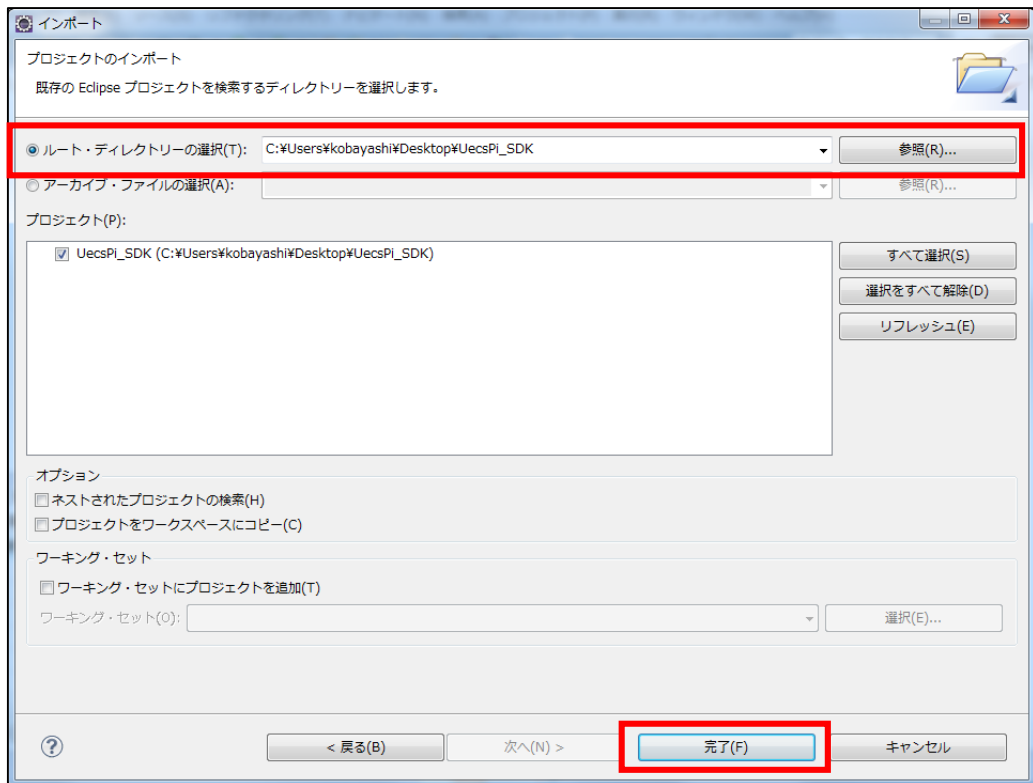 インポート
プロジェクトのインポート
既存の Eclipse プロジェクトを検索するディレクトリーを選択します。
ルート・ディレクトリーの選択(T): C:¥Users¥kobayashi¥Desktop¥UecsPi_SDK 参照(R)...
アーカイブ・ファイルの選択(A): 参照(R)...
プロジェクト(P):
UecsPi_SDK (C:¥Users¥kobayashi¥Desktop¥UecsPi_SDK)
すべて選択(S)
選択をすべて解除(D)
リフレッシュ(E)
オプション
ネストされたプロジェクトの検索(H)
プロジェクトをワークスペースにコピー(C)
ワーキング・セット
ワーキング・セットにプロジェクトを追加(T)
ワーキング・セット(O): 選択(E)...
? < 戻る(B) 次へ(N) > 完了(F) キャンセル